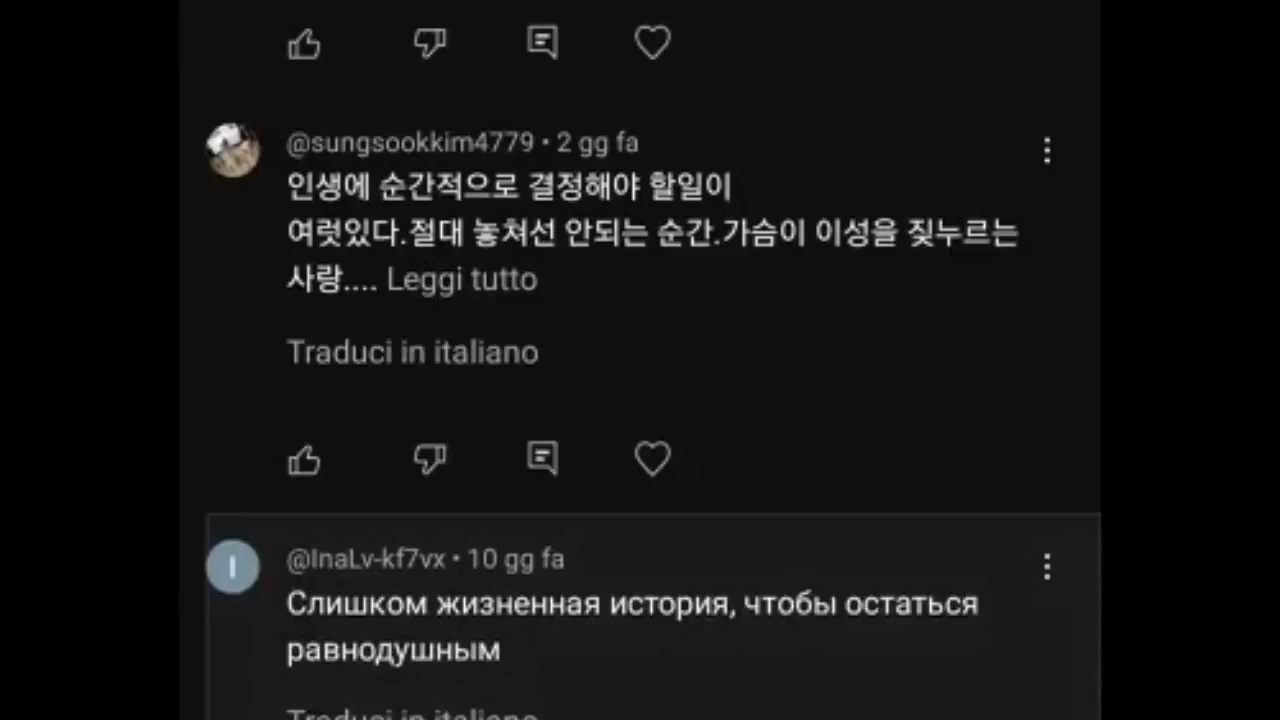 @sungsookkim4779 • 2 gg fa
인생에 순간적으로 결정해야 할일이
여럿있다.절대 놓쳐선 안되는 순간.가슴이 이성을 짖누르는
사랑.... Leggi tutto
Traduci in italiano
I
@InaLv-kf7vx • 10 gg fa
Слишком жизненная история, чтобы остаться
равнодушным
Traduci in italiano